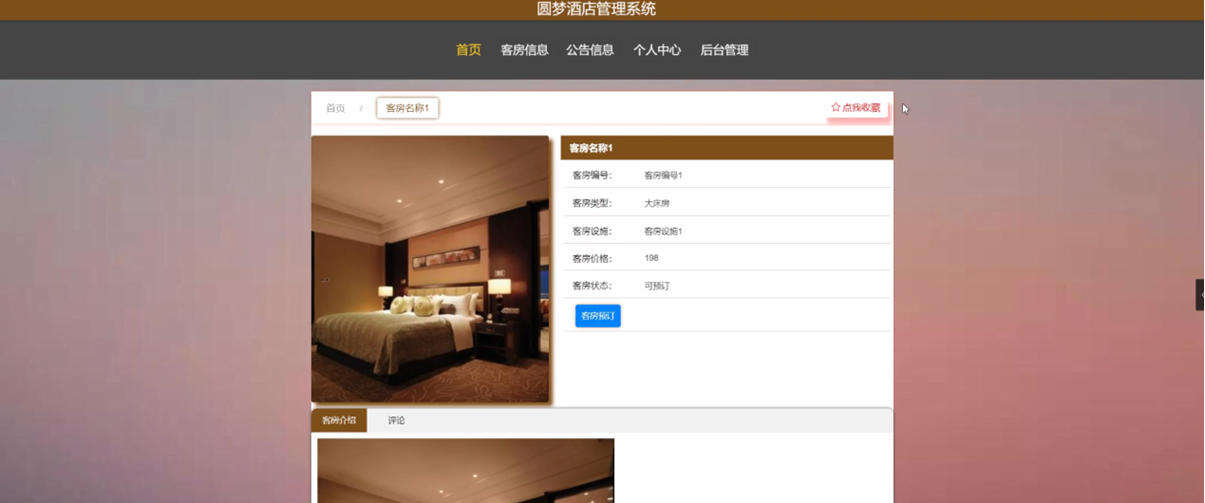 圆梦酒店管理系统
首页 客房信息 公告信息 个人中心 后台管理
首页 / 客房名称1 ☆点我收藏
客房名称1
客房编号： 客房编号1
客房类型： 大床房
客房设施： 客房设施1
客房价格： 198
客房状态： 可预订
客房预订
客房介绍 评论